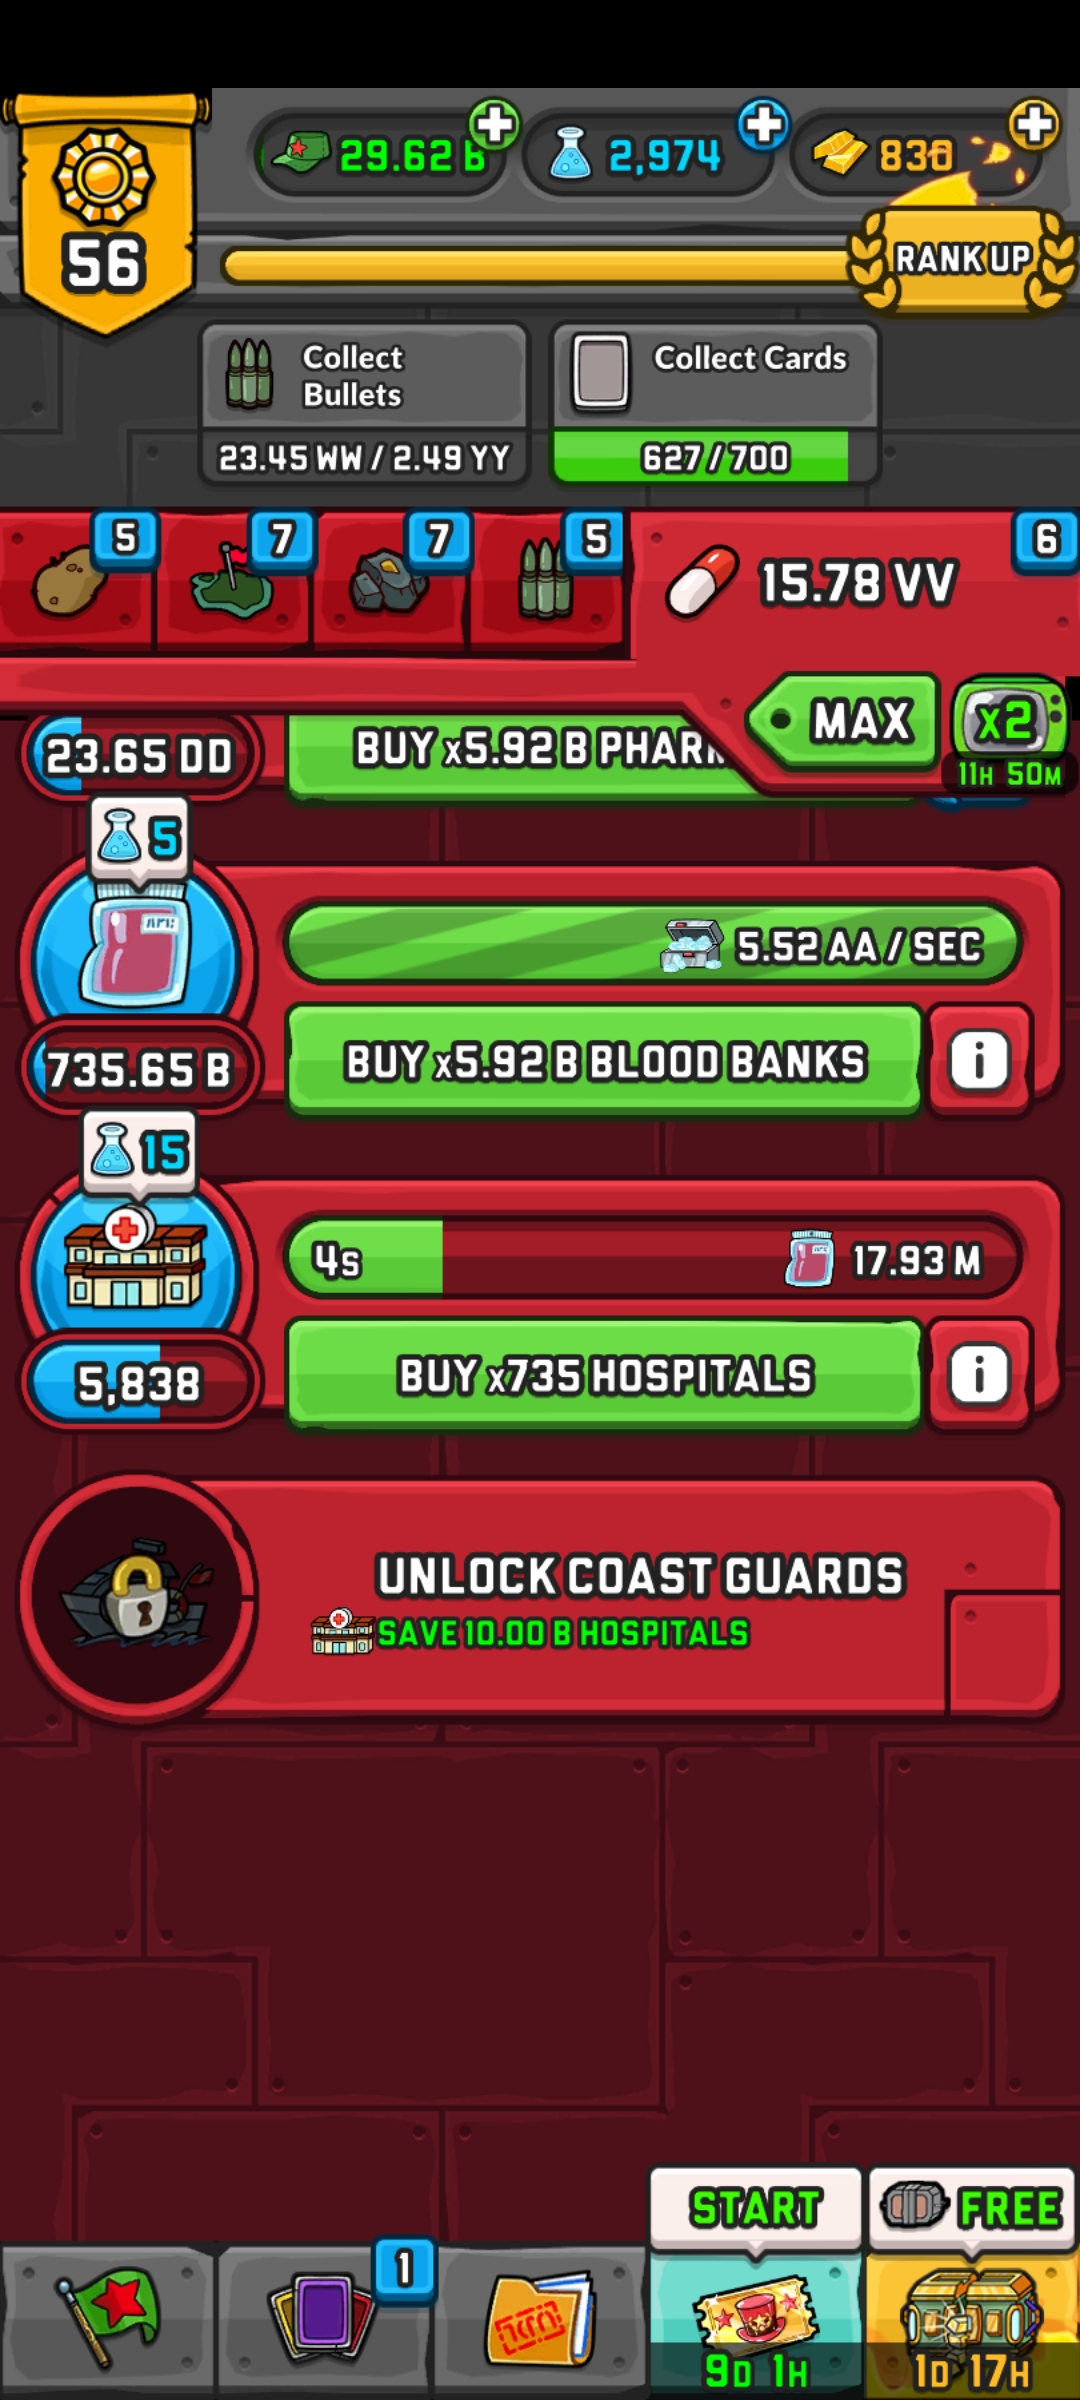 56
29.62 B
2,974
830
RANK UP
Collect
Bullets
23.45 WW / 2.49 YY
Collect Cards
627 / 700
5
7
7
5
6
15.78 VV
MAX
x2
11H 50M
23.65 DD
BUY x5.92 B
5
5.52 AA / SEC
735.65 B
BUY x5.92 B BLOOD BANKS
15
4s
17.93 M
5,838
BUY x735 HOSPITALS
UNLOCK COAST GUARDS
SAVE 10.00 B HOSPITALS
START
FREE
1
9D 1H
1D 17H